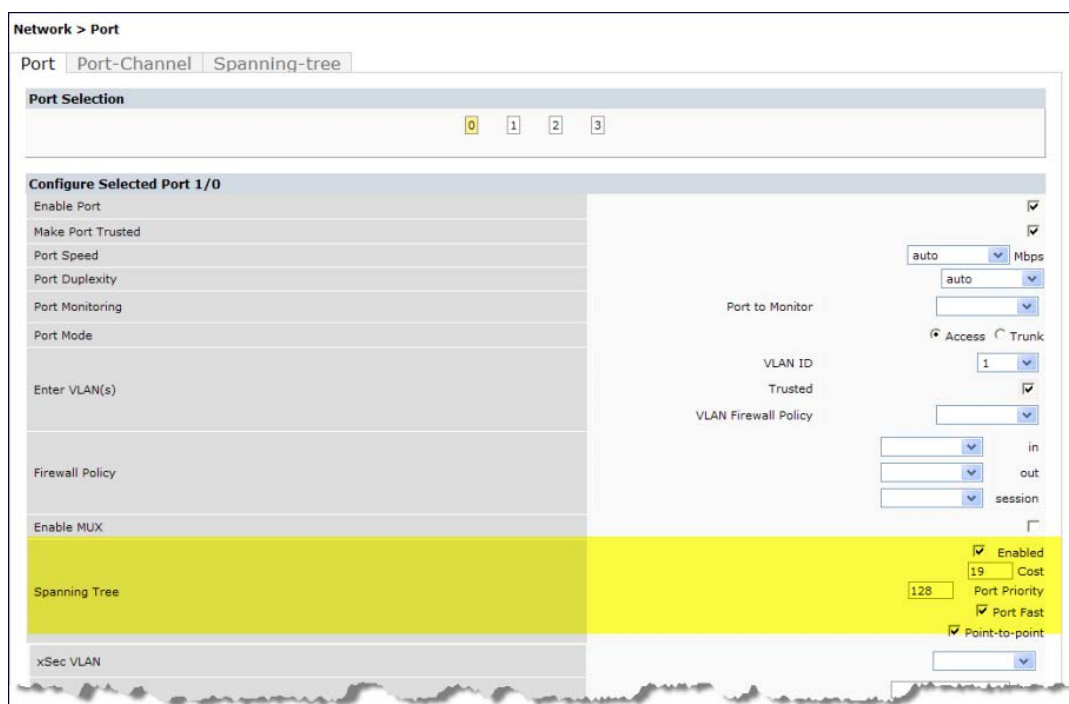 Network > Port
Port Port-Channel Spanning-tree
Port Selection
0 1 2 3
Configure Selected Port 1/0
Enable Port
Make Port Trusted
Port Speed auto Mbps
Port Duplexity auto
Port Monitoring Port to Monitor
Port Mode Access Trunk
VLAN ID 1
Enter VLAN(s) Trusted
VLAN Firewall Policy
in
Firewall Policy out
session
Enable MUX
Enabled
19 Cost
Spanning Tree 128 Port Priority
Port Fast
Point-to-point
xSec VLAN